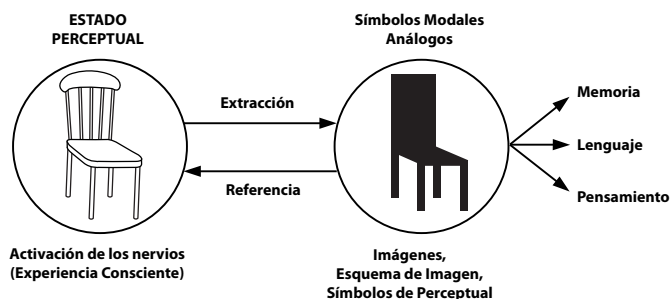 ESTADO
PERCEPTUAL
Símbolos Modales
Análogos
Extracción
Referencia
Memoria
Lenguaje
Pensamiento
Activación de los nervios
(Experiencia Consciente)
Imágenes,
Esquema de Imagen,
Símbolos de Perceptual